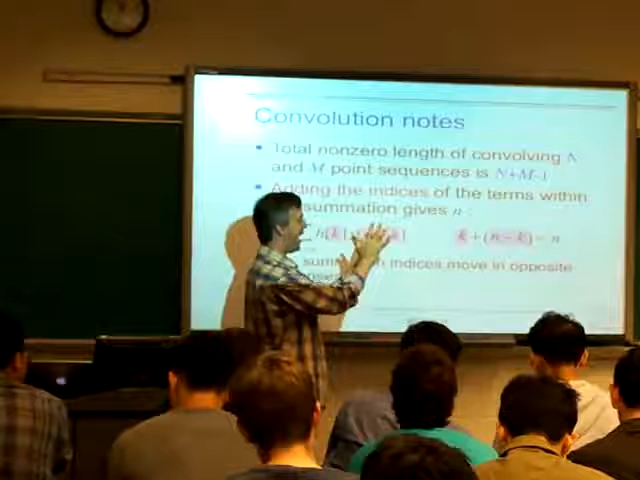 Convolution notes
• Total nonzero length of convolving N
and M point sequences is N+M-1
• Adding the indices of the terms within
summation gives n :
h[k] k] k + (n − k) = n
indices move in opposite